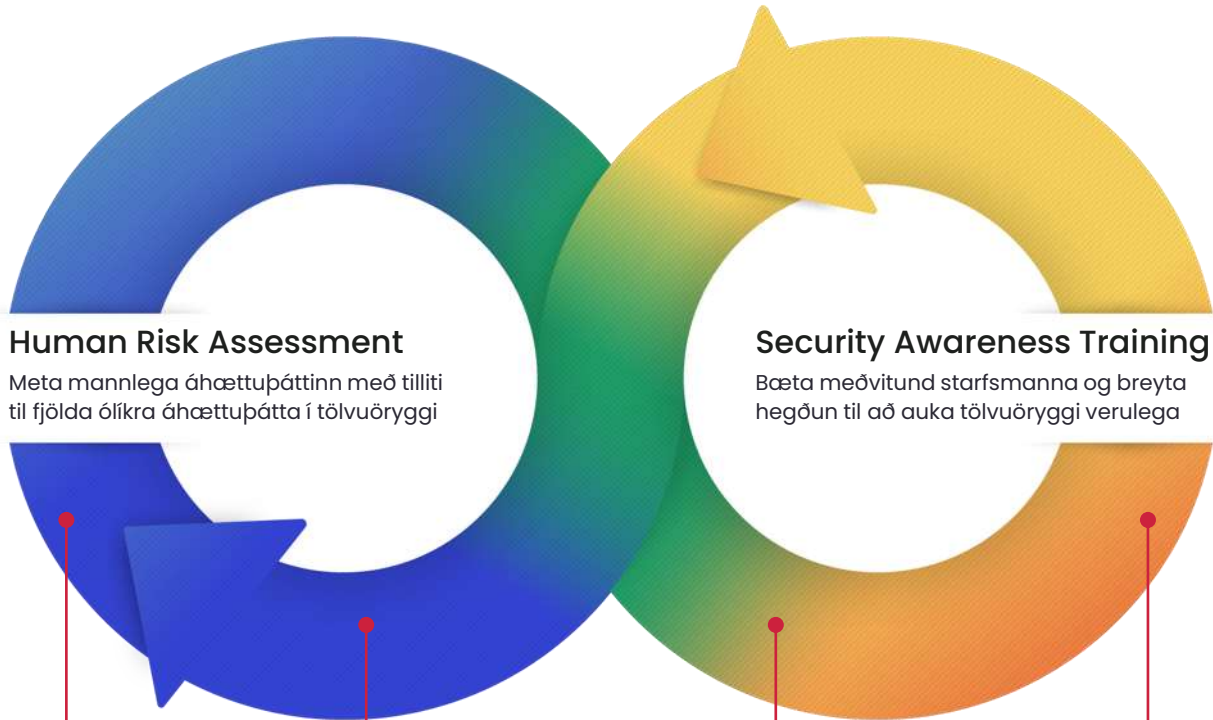 Human Risk Assessment
Meta mannlega áhættuþáttinn með tilliti
til fjölda ólíkra áhættuþátta í tölvuöryggi
Security Awareness Training
Bæta meðvitund starfsmanna og breyta
hegðun til að auka tölvuöryggi verulega